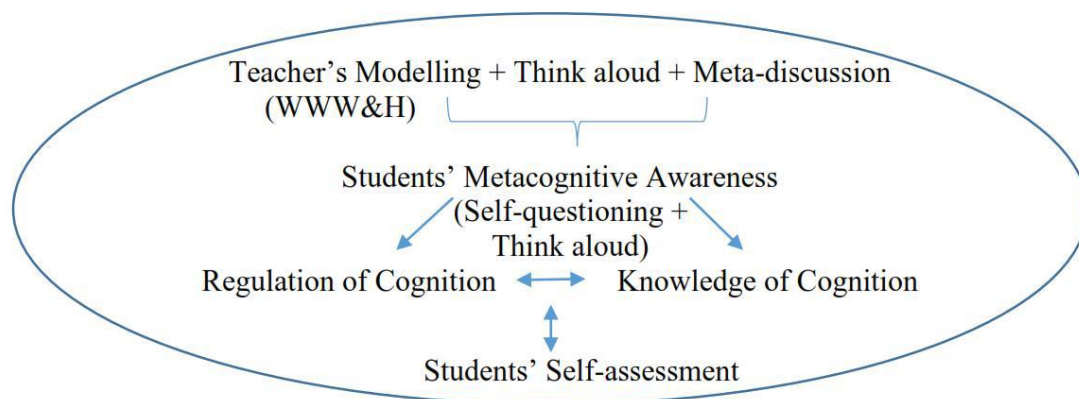 Teacher’s Modelling + Think aloud + Meta-discussion
(WWW&H)
Students’ Metacognitive Awareness
(Self-questioning +
Think aloud)
Regulation of Cognition Knowledge of Cognition
Students’ Self-assessment